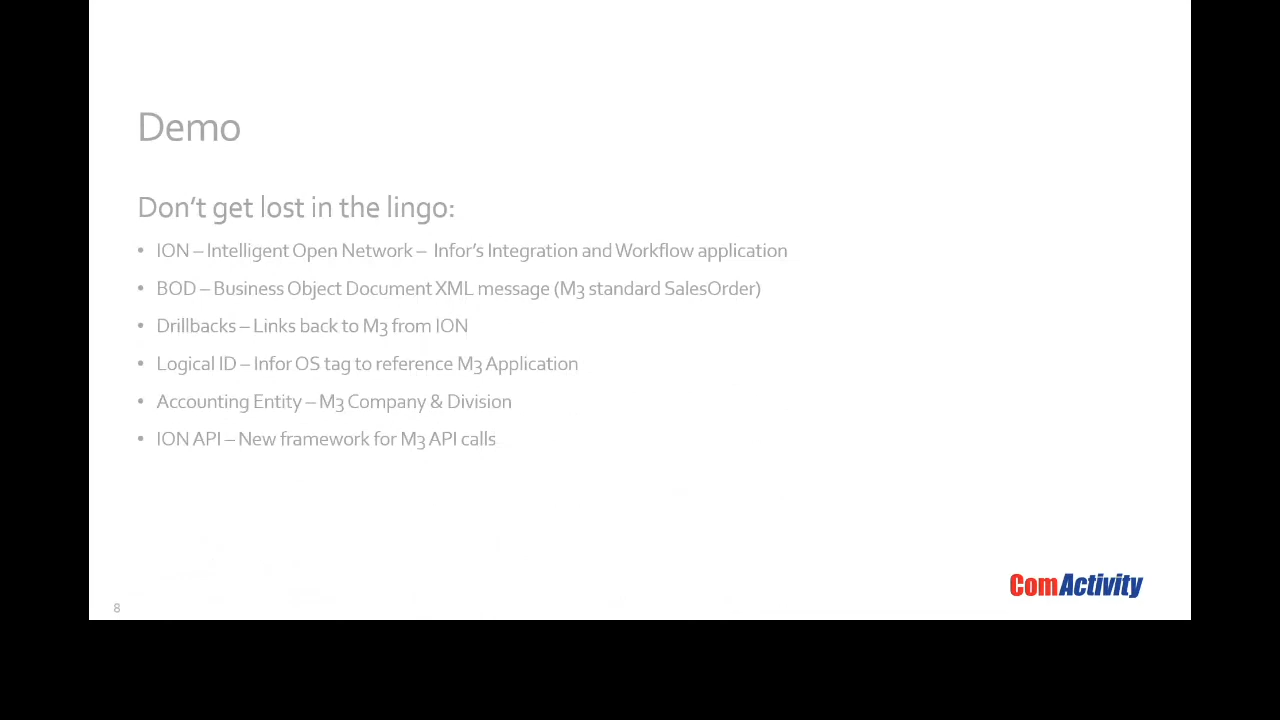 Demo
Don't get lost in the lingo:
• ION – Intelligent Open Network – Infor's Integration and Workflow application
• BOD – Business Object Document XML message (M3 standard SalesOrder)
• Drillbacks – Links back to M3 from ION
• Logical ID – Infor OS tag to reference M3 Application
• Accounting Entity – M3 Company & Division
• ION API – New framework for M3 API calls
ComActivity
8